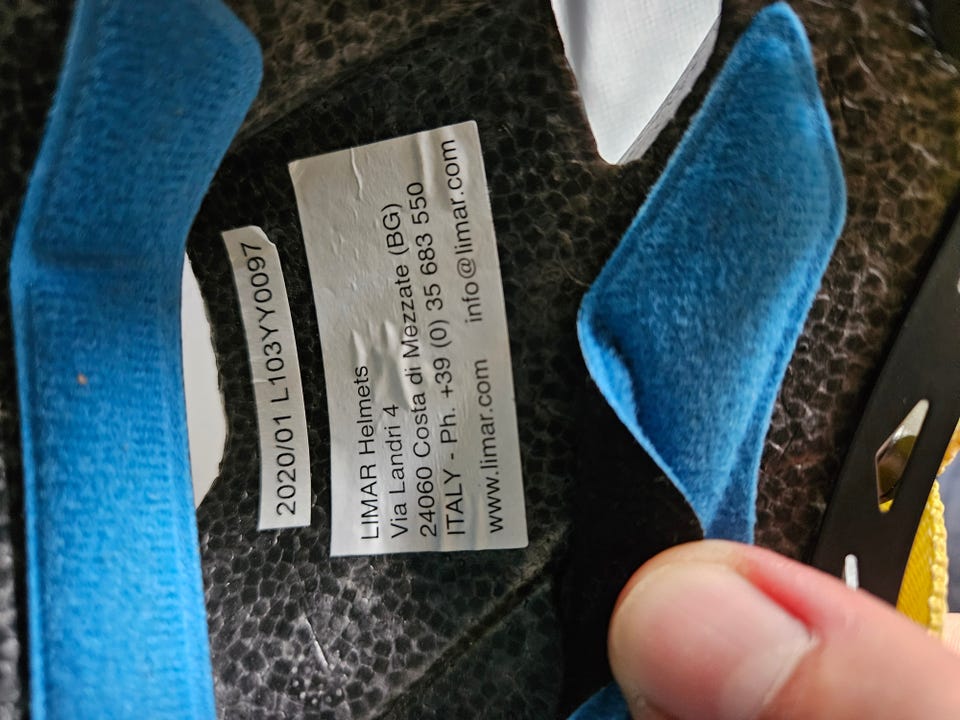 2020/01 L103YY0097
LIMAR Helmets
Via Landri 4
24060 Costa di Mezzate (BG)
ITALY - Ph. +39 (0) 35 683 550
www.limar.com info@limar.com